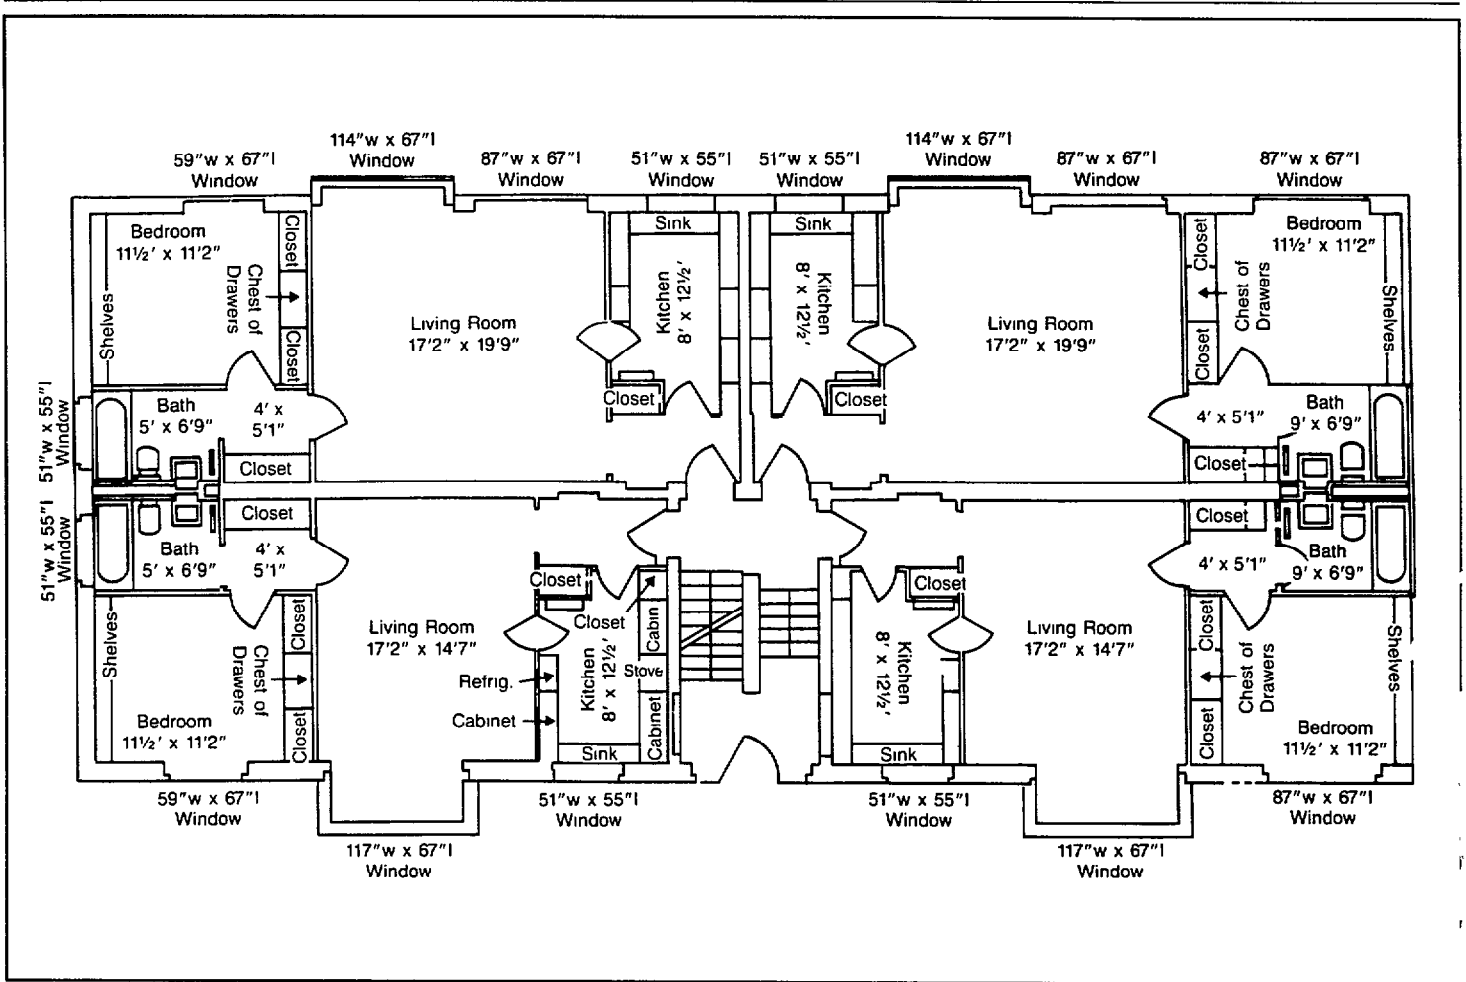 114"w x 67"l
Window
114"w x 67"l
Window
59"w x 67"l
Window
87"w x 67"l
Window
51"w x 55"l
Window
51"w x 55"l
Window
87"w x 67"l
Window
87"w x 67"l
Window
Bedroom
11½' x 11'2"
Closet
Chest of
Drawers
Closet
Shelves
Living Room
17'2" x 19'9"
Sink
Kitchen
8' x 12½'
Closet
Sink
Kitchen
8' x 12½'
Closet
Living Room
17'2" x 19'9"
Closet
Chest of
Drawers
Closet
Bedroom
11½' x 11'2"
Shelves
51"w x 55"l
Window
Bath
5' x 6'9"
4' x
5'1"
Closet
4' x 5'1"
Bath
9' x 6'9"
Closet
51"w x 55"l
Window
Closet
Bath
5' x 6'9"
4' x
5'1"
Closet
4' x 5'1"
Bath
9' x 6'9"
Shelves
Closet
Chest of
Drawers
Closet
Bedroom
11½' x 11'2"
Living Room
17'2" x 14'7"
Closet
Closet
Cabin
Kitchen
8' x 12½'
Stove
Refrig.
Cabinet
Cabinet
Sink
Closet
Kitchen
8' x 12½'
Sink
Living Room
17'2" x 14'7"
Closet
Chest of
Drawers
Closet
Shelves
Bedroom
11½' x 11'2"
59"w x 67"l
Window
51"w x 55"l
Window
51"w x 55"l
Window
87"w x 67"l
Window
117"w x 67"l
Window
117"w x 67"l
Window